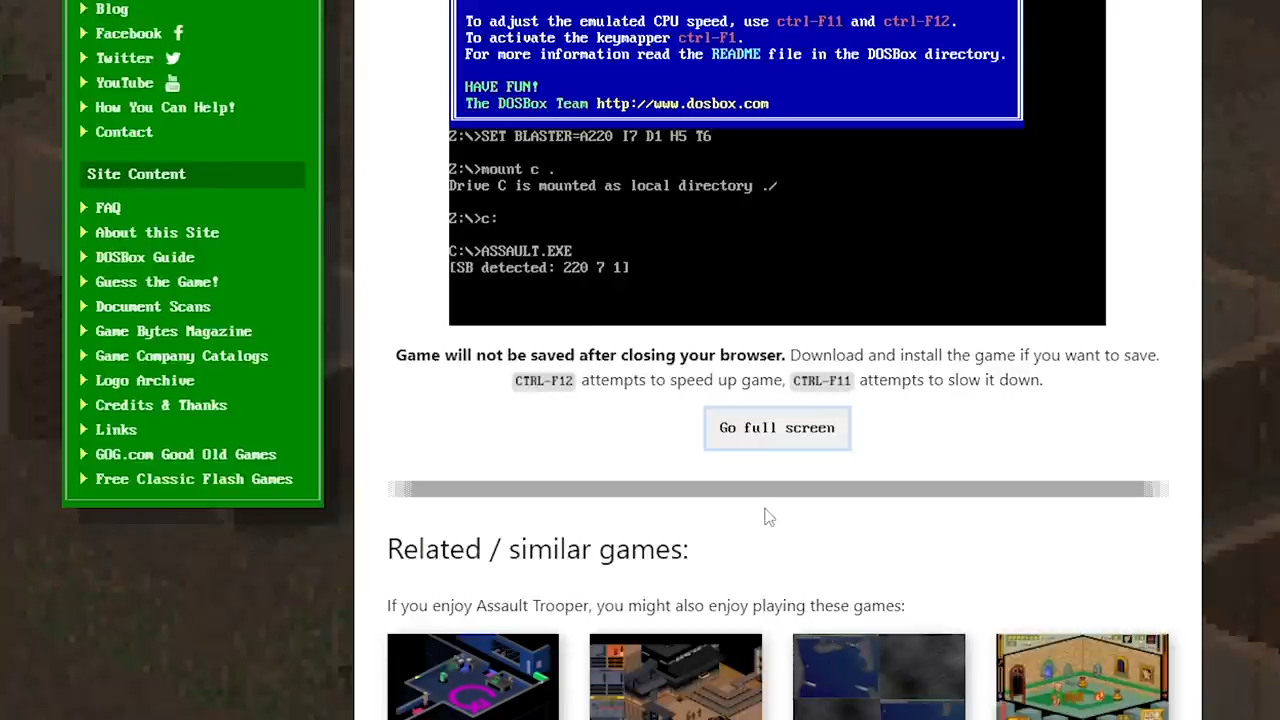 Blog
Facebook
Twitter
YouTube
How You Can Help!
Contact
Site Content
FAQ
About this Site
DOSBox Guide
Guess the Game!
Document Scans
Game Bytes Magazine
Game Company Catalogs
Logo Archive
Credits & Thanks
Links
GOG.com Good Old Games
Free Classic Flash Games
To adjust the emulated CPU speed, use ctrl-F11 and ctrl-F12.
To activate the keymapper ctrl-F1.
For more information read the README file in the DOSBox directory.
HAVE FUN!
The DOSBox Team http://www.dosbox.com
Z:\>SET BLASTER=A220 I7 D1 H5 T6
Z:\>mount c .
Drive C is mounted as local directory ./
Z:\>c:
C:\>ASSAULT.EXE
[SB detected: 220 7 1]
Game will not be saved after closing your browser. Download and install the game if you want to save.
CTRL-F12 attempts to speed up game, CTRL-F11 attempts to slow it down.
Go full screen
Related / similar games:
If you enjoy Assault Trooper, you might also enjoy playing these games: